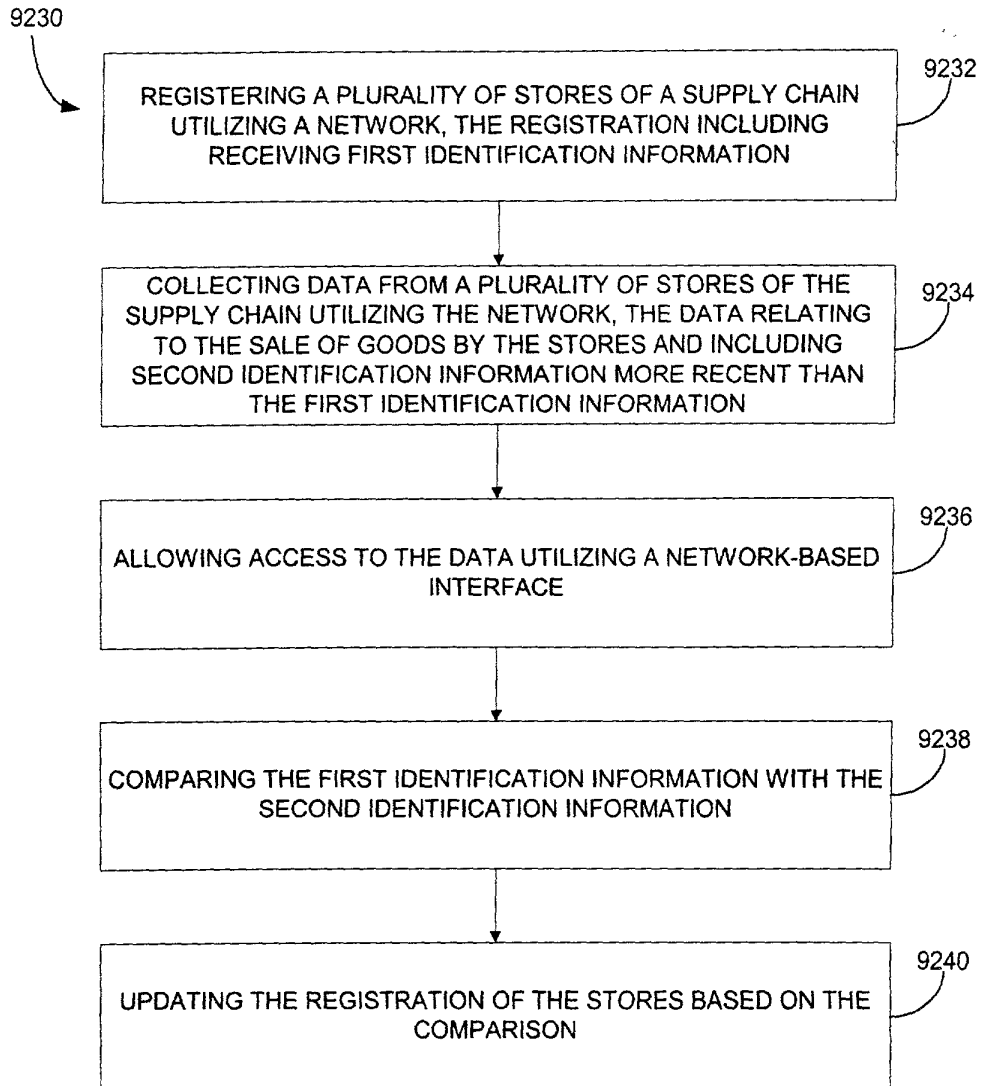 9230
9232
REGISTERING A PLURALITY OF STORES OF A SUPPLY CHAIN
UTILIZING A NETWORK, THE REGISTRATION INCLUDING
RECEIVING FIRST IDENTIFICATION INFORMATION
9234
COLLECTING DATA FROM A PLURALITY OF STORES OF THE
SUPPLY CHAIN UTILIZING THE NETWORK, THE DATA RELATING
TO THE SALE OF GOODS BY THE STORES AND INCLUDING
SECOND IDENTIFICATION INFORMATION MORE RECENT THAN
THE FIRST IDENTIFICATION INFORMATION
9236
ALLOWING ACCESS TO THE DATA UTILIZING A NETWORK-BASED
INTERFACE
9238
COMPARING THE FIRST IDENTIFICATION INFORMATION WITH THE
SECOND IDENTIFICATION INFORMATION
9240
UPDATING THE REGISTRATION OF THE STORES BASED ON THE
COMPARISON